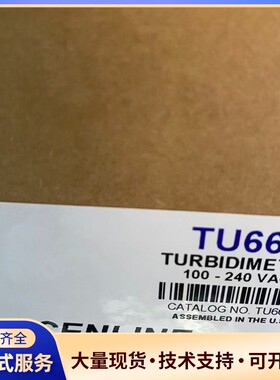 齐全
TU66
TURBIDIME
100 - 240 VA
CATALOG NO. TU6
ASSEMBLED IN THE U.S
式服务
大量现货·技术支持·可开